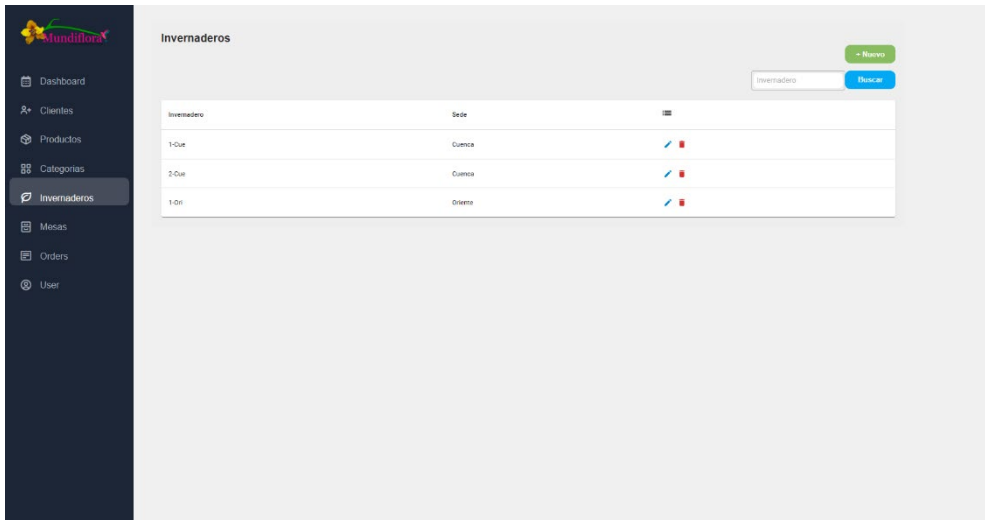 Mundiflora
Invernaderos
+ Nuevo
Invernadero
Buscar
Dashboard
Clientes
Productos
Categorias
Invernaderos
Mesas
Orders
User
Invernadero Sede
1-Cue Cuenca
2-Cue Cuenca
1-Ori Oriente